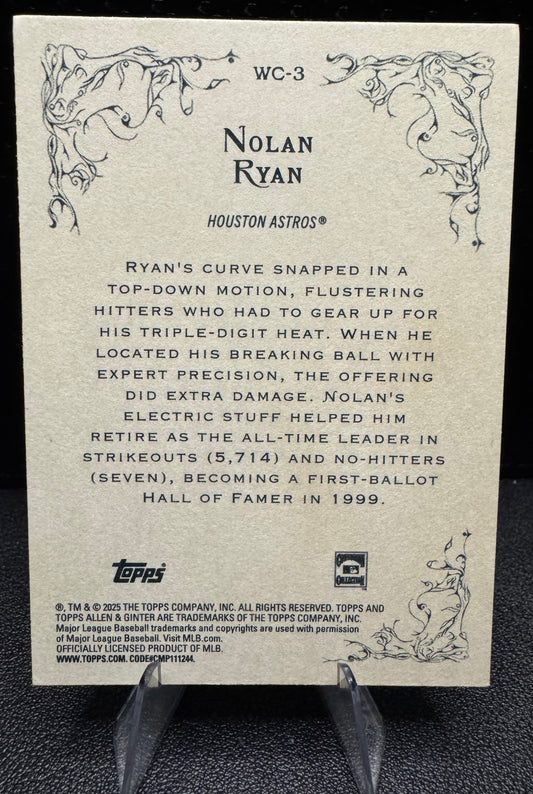 WC-3
NOLAN
RYAN
HOUSTON ASTROS®
RYAN'S CURVE SNAPPED IN A
TOP-DOWN MOTION, FLUSTERING
HITTERS WHO HAD TO GEAR UP FOR
HIS TRIPLE-DIGIT HEAT. WHEN HE
LOCATED HIS BREAKING BALL WITH
EXPERT PRECISION, THE OFFERING
DID EXTRA DAMAGE. NOLAN'S
ELECTRIC STUFF HELPED HIM
RETIRE AS THE ALL-TIME LEADER IN
STRIKEOUTS (5,714) AND NO-HITTERS
(SEVEN), BECOMING A FIRST-BALLOT
HALL OF FAMER IN 1999.
topps
COOPERSTOWN
COLLECTION
®, TM & © 2025 THE TOPPS COMPANY, INC. ALL RIGHTS RESERVED. TOPPS AND
TOPPS ALLEN & GINTER ARE TRADEMARKS OF THE TOPPS COMPANY, INC.
Major League Baseball trademarks and copyrights are used with permission
of Major League Baseball. Visit MLB.com.
OFFICIALLY LICENSED PRODUCT OF MLB.
WWW.TOPPS.COM. CODE#CMP111244.